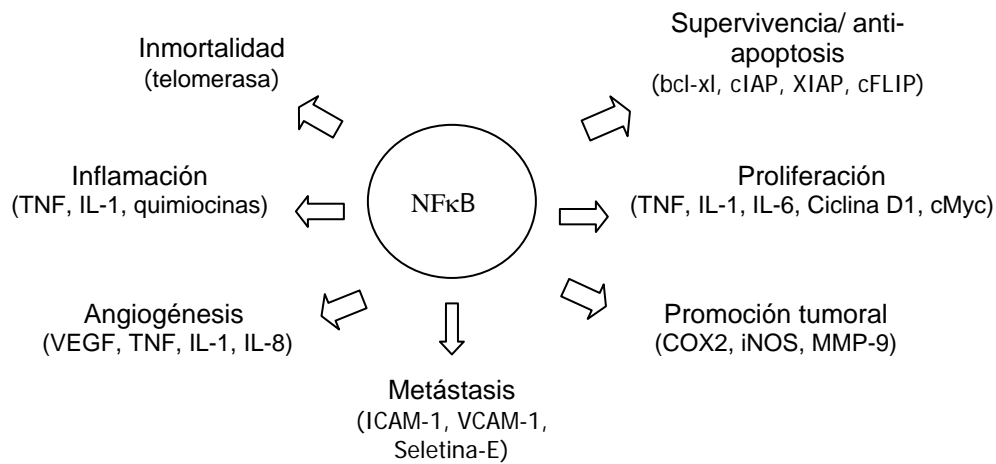 Inmortalidad
(telomerasa)
Supervivencia/ anti-
apoptosis
(bcl-xl, cIAP, XIAP, cFLIP)
Inflamación
(TNF, IL-1, quimiocinas)
NFκB
Proliferación
(TNF, IL-1, IL-6, Ciclina D1, cMyc)
Angiogénesis
(VEGF, TNF, IL-1, IL-8)
Promoción tumoral
(COX2, iNOS, MMP-9)
Metástasis
(ICAM-1, VCAM-1,
Seletina-E)